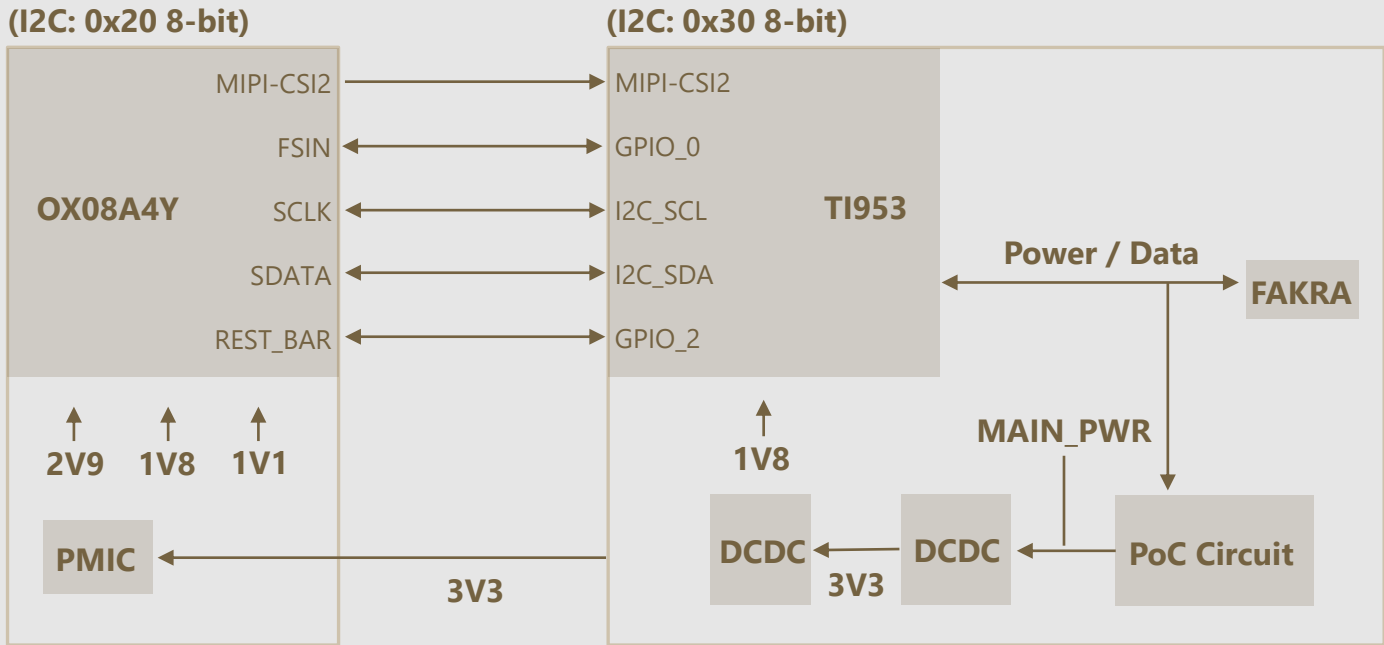 (I2C: 0x20 8-bit)
(I2C: 0x30 8-bit)
MIPI-CSI2
MIPI-CSI2
FSIN
GPIO_0
OX08A4Y
SCLK
I2C_SCL
TI953
SDATA
I2C_SDA
Power / Data
FAKRA
REST_BAR
GPIO_2
2V9
1V8
1V1
1V8
MAIN_PWR
PMIC
3V3
DCDC
3V3
DCDC
PoC Circuit